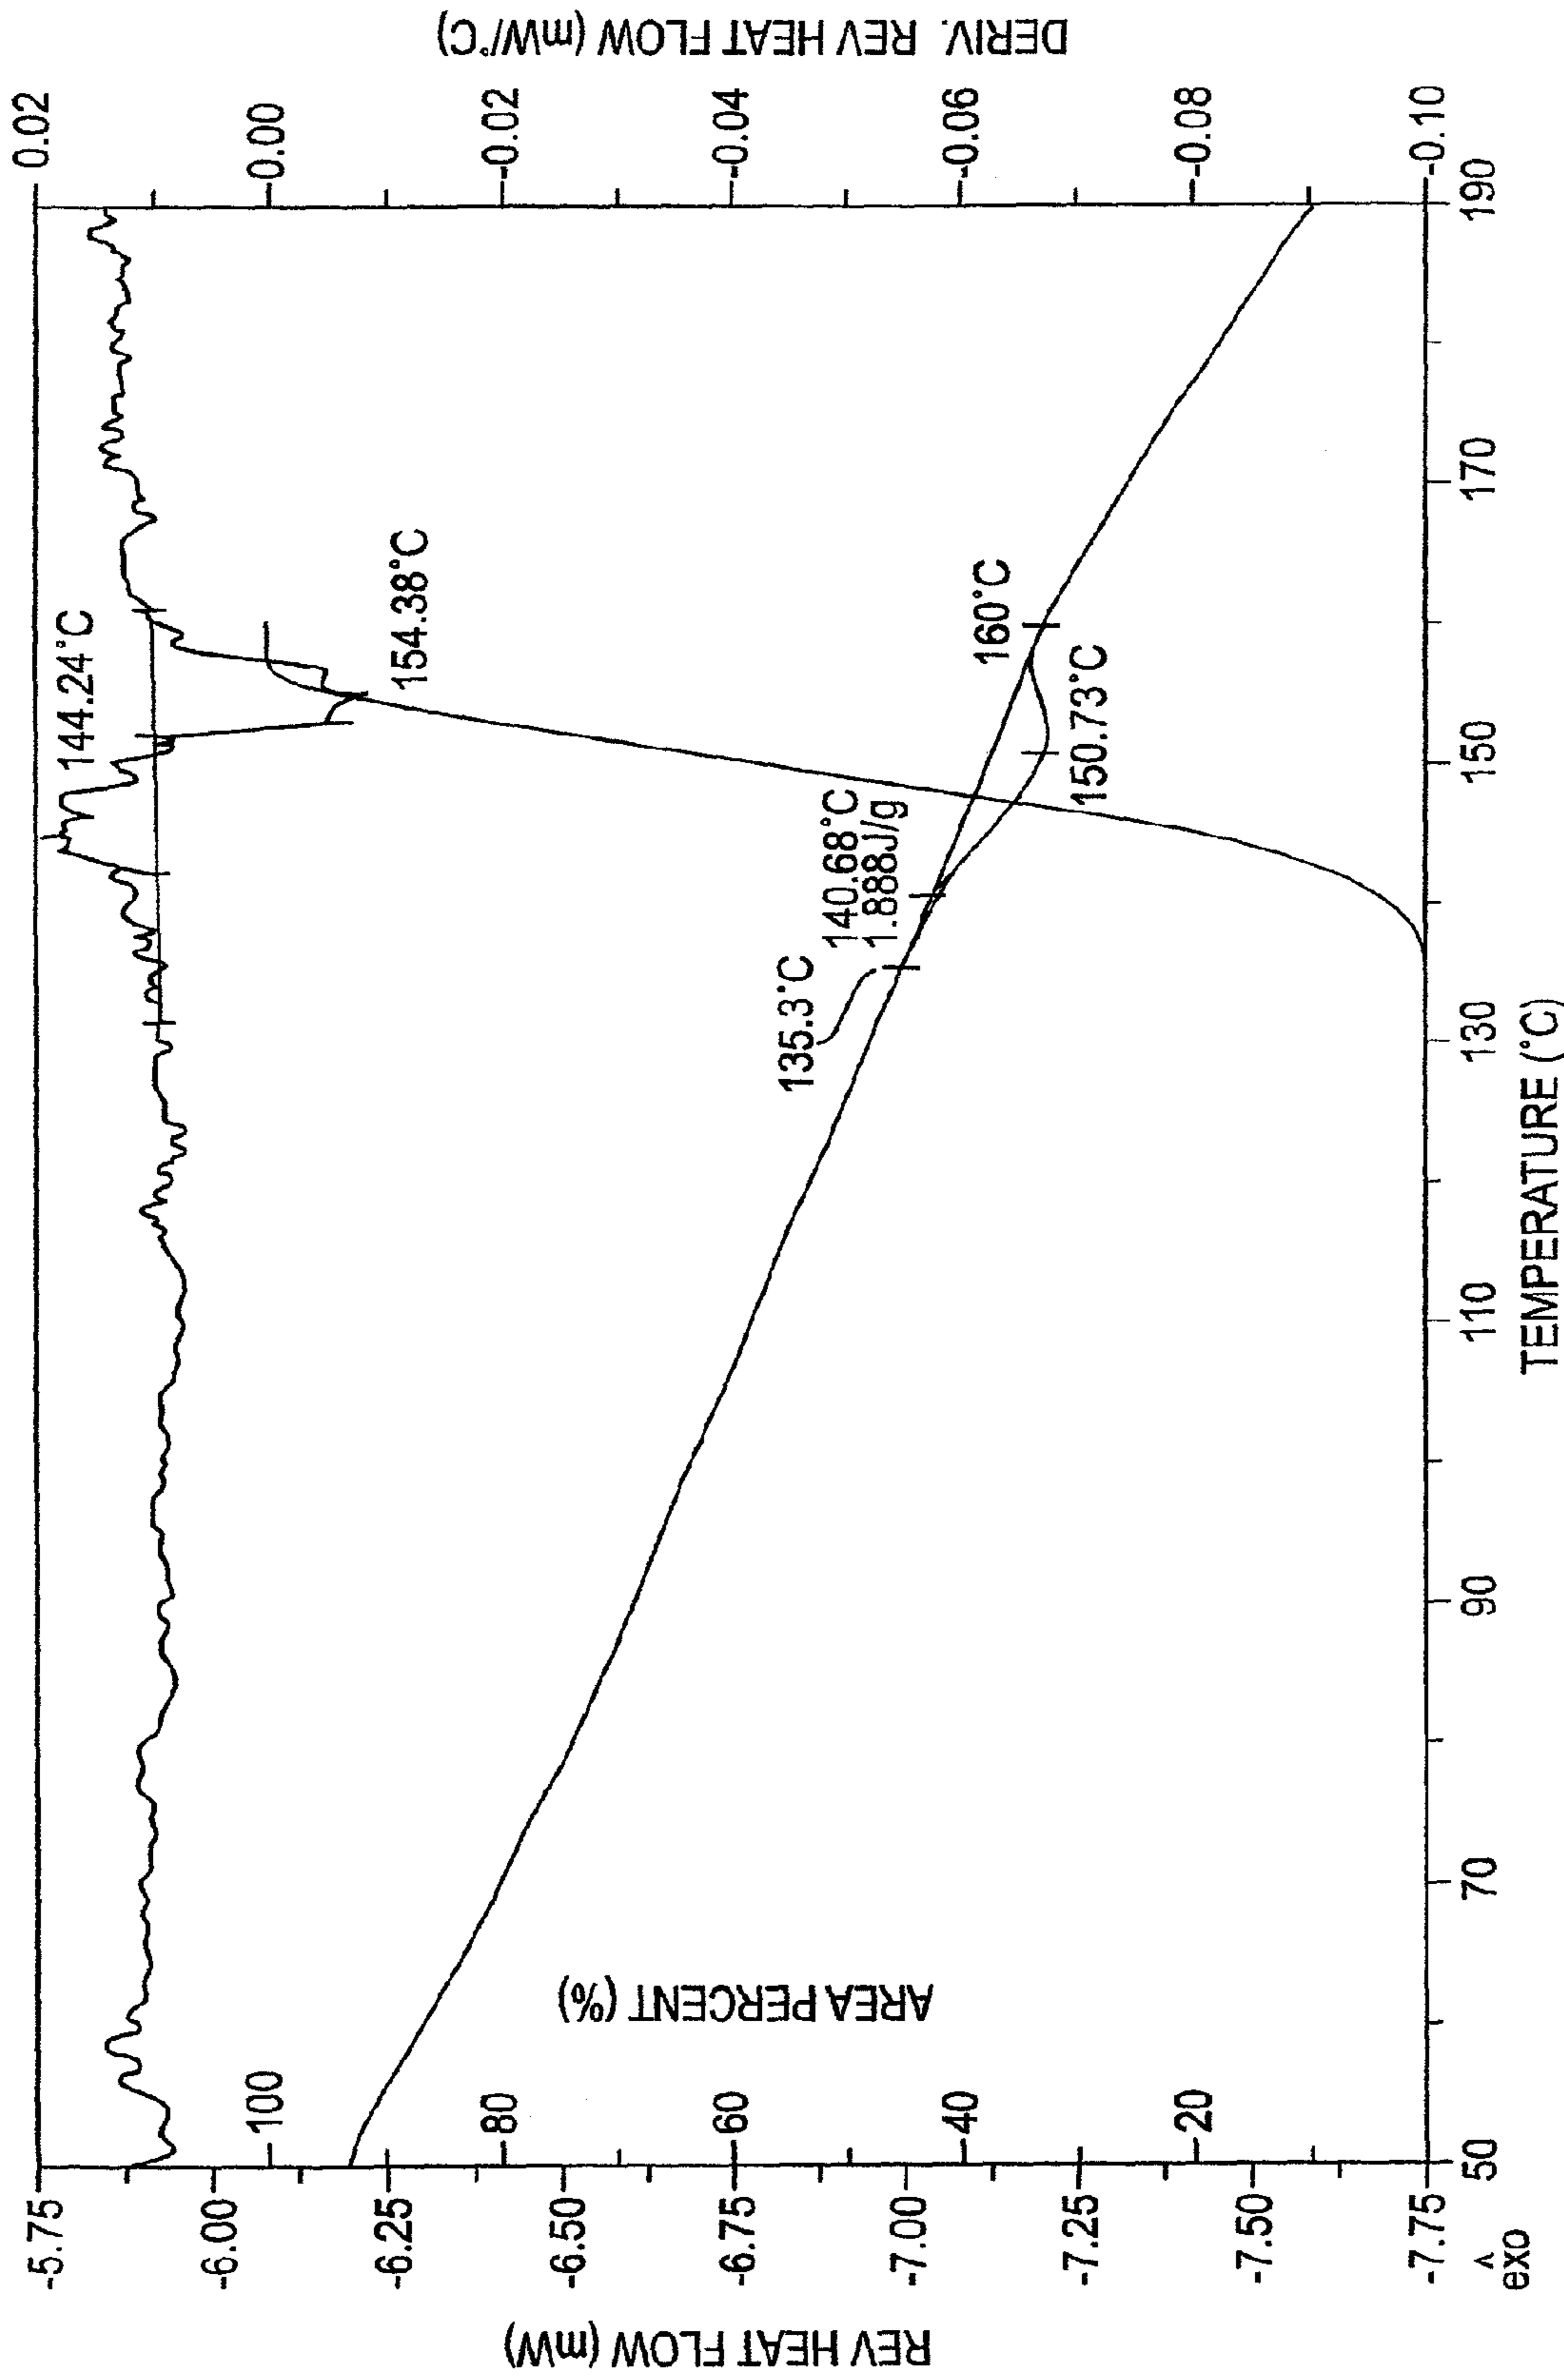 REV HEAT FLOW (mW)
-5.75
-6.00
-6.25
-6.50
-6.75
-7.00
-7.25
-7.50
-7.75
^
exo
100
80
60
40
20
AREA PERCENT (%)
144.24°C
154.38°C
135.3°C
140.68°C
1.888J/g
160°C
150.73°C
0.02
0.00
-0.02
-0.04
-0.06
-0.08
-0.10
DERIV. REV HEAT FLOW (mW/°C)
50
70
90
110
130
150
170
190
TEMPERATURE (°C)